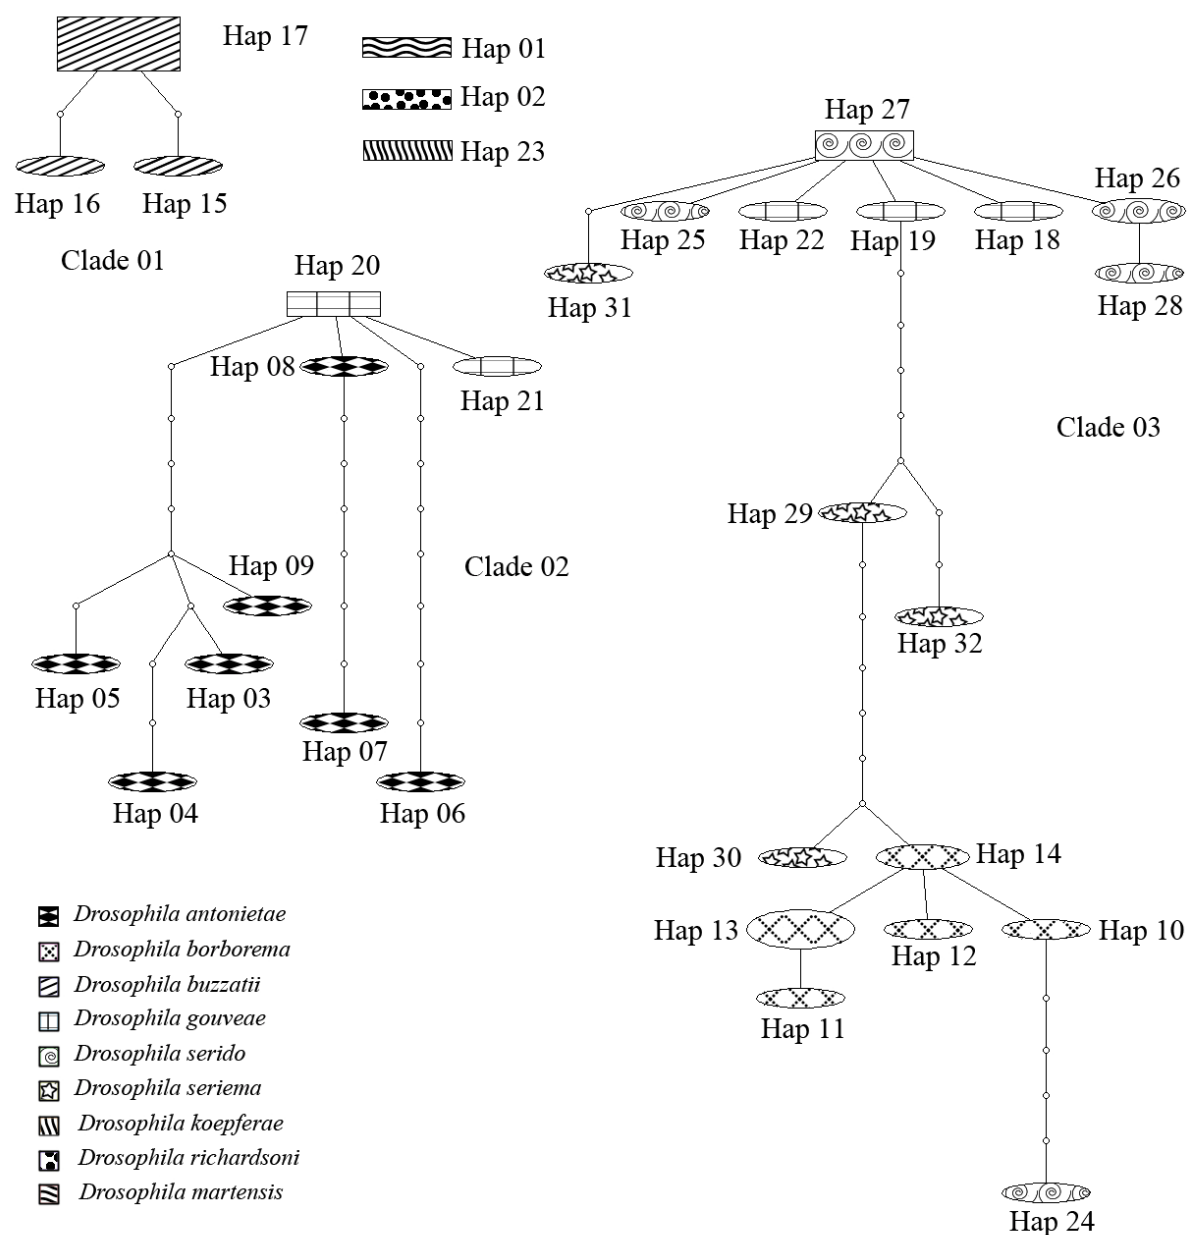 Hap 17
Hap 01
Hap 02
Hap 23
Hap 16
Hap 15
Clade 01
Hap 20
Hap 08
Hap 21
Hap 09
Clade 02
Hap 05
Hap 03
Hap 07
Hap 04
Hap 06
Hap 27
Hap 26
Hap 25
Hap 22
Hap 19
Hap 18
Hap 31
Hap 28
Clade 03
Hap 29
Hap 32
Hap 30
Hap 14
Hap 13
Hap 12
Hap 10
Hap 11
Hap 24
Drosophila antonietae
Drosophila borborema
Drosophila buzzatii
Drosophila gouveae
Drosophila serido
Drosophila seriema
Drosophila koepferae
Drosophila richardsoni
Drosophila martensis